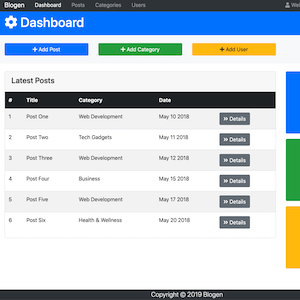 Blogen Dashboard Posts Categories Users
Dashboard
+ Add Post + Add Category + Add User
Latest Posts
# Title Category Date
1 Post One Web Development May 10 2018 » Details
2 Post Two Tech Gadgets May 11 2018 » Details
3 Post Three Web Development May 12 2018 » Details
4 Post Four Business May 15 2018 » Details
5 Post Five Web Development May 17 2018 » Details
6 Post Six Health & Wellness May 20 2018 » Details
Copyright © 2019 Blogen